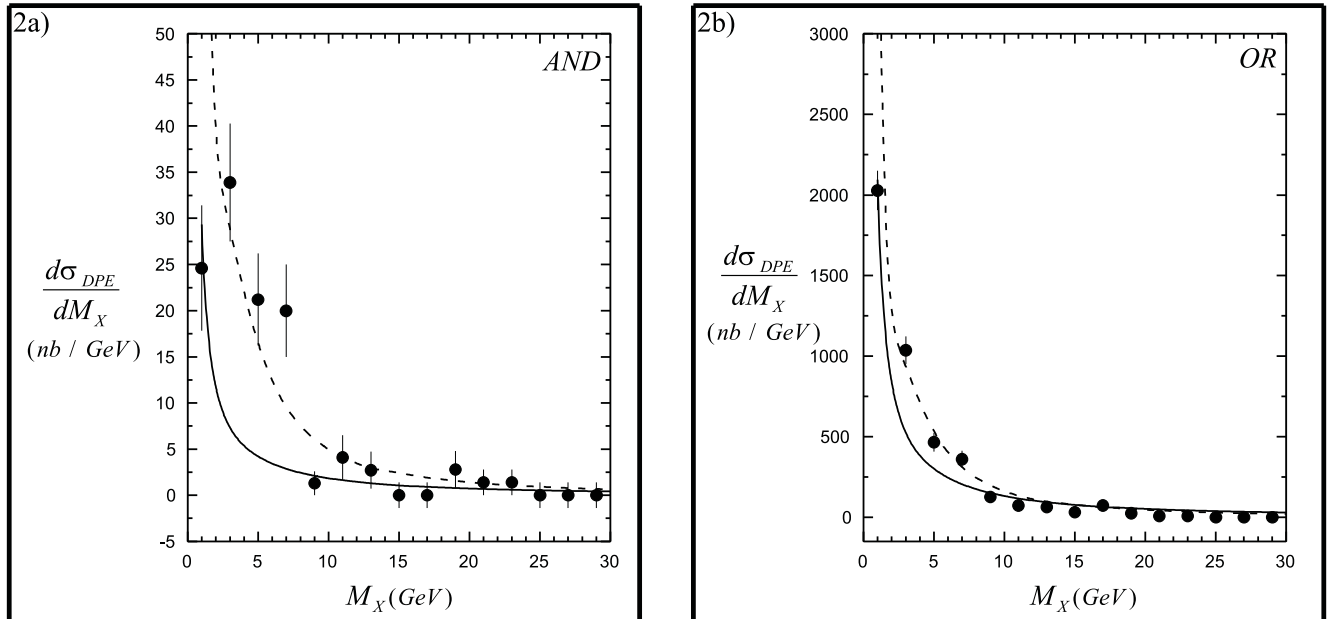 2a)
AND
50
45
40
35
30
25
20
15
10
5
0
-5
dσ DPE
dM X
(nb / GeV)
0 5 10 15 20 25 30
M X (GeV)
2b)
OR
3000
2500
2000
1500
1000
500
0
dσ DPE
dM X
(nb / GeV)
0 5 10 15 20 25 30
M X (GeV)